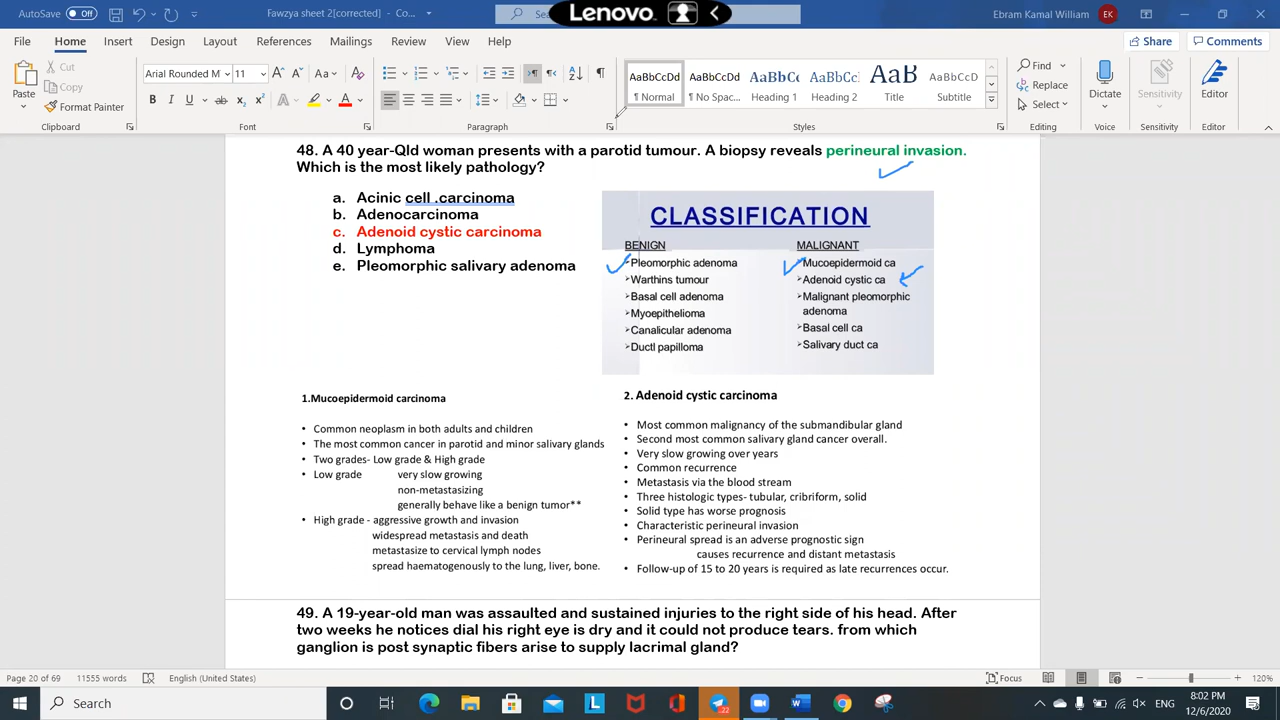 AutoSave
Off
Fawzya Septemb
Lenovo
Ebram Kamal William
EK
File
Home
Insert
Design
Layout
References
Mailings
Review
View
Help
Share
Comments
Paste
Cut
Copy
Format Painter
Clipboard
Arial Rounded M
11
Font
Paragraph
AaBbCcDd
¶ Normal
AaBbCcDd
¶ No Spac...
AaBbCc
Heading 1
AaBbCcI
Heading 2
AaB
Title
AaBbCcD
Subtitle
Styles
Find
Replace
Select
Editing
Dictate
Voice
Sensitivity
Sensitivity
Editor
Editor
48. A 40 year-Qld woman presents with a parotid tumour. A biopsy reveals perineural invasion.
Which is the most likely pathology?
a. Acinic cell .carcinoma
b. Adenocarcinoma
c. Adenoid cystic carcinoma
d. Lymphoma
e. Pleomorphic salivary adenoma
CLASSIFICATION
BENIGN
Pleomorphic adenoma
Warthins tumour
Basal cell adenoma
Myoepithelioma
Canalicular adenoma
Ductl papilloma
MALIGNANT
Mucoepidermoid ca
Adenoid cystic ca
Malignant pleomorphic
adenoma
Basal cell ca
Salivary duct ca
1.Mucoepidermoid carcinoma
• Common neoplasm in both adults and children
• The most common cancer in parotid and minor salivary glands
• Two grades- Low grade & High grade
• Low grade very slow growing
non-metastasizing
generally behave like a benign tumor**
• High grade - aggressive growth and invasion
widespread metastasis and death
metastasize to cervical lymph nodes
spread haematogenously to the lung, liver, bone.
2. Adenoid cystic carcinoma
• Most common malignancy of the submandibular gland
• Second most common salivary gland cancer overall.
• Very slow growing over years
• Common recurrence
• Metastasis via the blood stream
• Three histologic types- tubular, cribriform, solid
• Solid type has worse prognosis
• Characteristic perineural invasion
• Perineural spread is an adverse prognostic sign
causes recurrence and distant metastasis
• Follow-up of 15 to 20 years is required as late recurrences occur.
49. A 19-year-old man was assaulted and sustained injuries to the right side of his head. After
two weeks he notices dial his right eye is dry and it could not produce tears. from which
ganglion is post synaptic fibers arise to supply lacrimal gland?
Page 20 of 69
11555 words
English (United States)
Focus
120%
Search
22
8:02 PM
12/6/2020